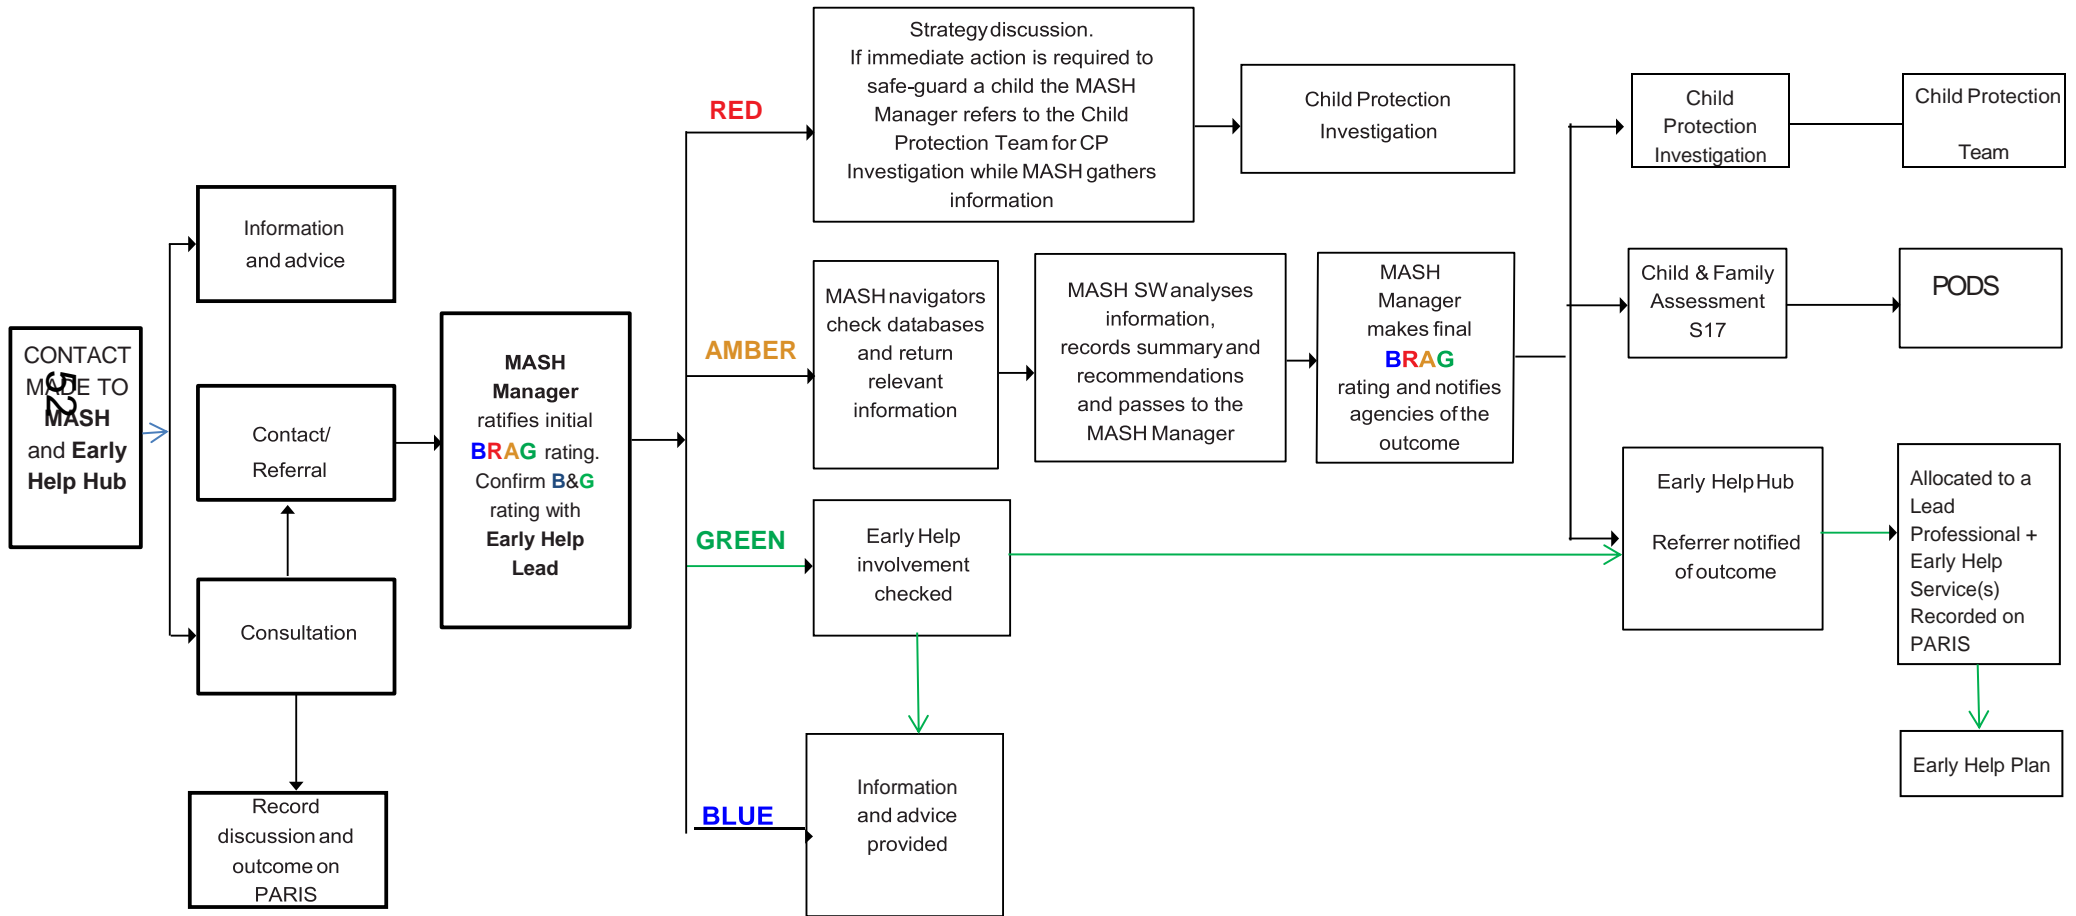 CONTACT
MADE TO
MASH
and Early
Help Hub
52
Information
and advice
Contact/
Referral
Consultation
Record
discussion and
outcome on
PARIS
MASH
Manager
ratifies initial
BRAG rating.
Confirm B&G
rating with
Early Help
Lead
RED
Strategy discussion.
If immediate action is required to
safe-guard a child the MASH
Manager refers to the Child
Protection Team for CP
Investigation while MASH gathers
information
Child Protection
Investigation
AMBER
MASH navigators
check databases
and return
relevant
information
MASH SW analyses
information,
records summary and
recommendations
and passes to the
MASH Manager
MASH
Manager
makes final
BRAG
rating and notifies
agencies of the
outcome
GREEN
Early Help
involvement
checked
BLUE
Information
and advice
provided
Child
Protection
Investigation
Child Protection
Team
Child & Family
Assessment
S17
PODS
Early Help Hub
Referrer notified
of outcome
Allocated to a
Lead
Professional +
Early Help
Service(s)
Recorded on
PARIS
Early Help Plan